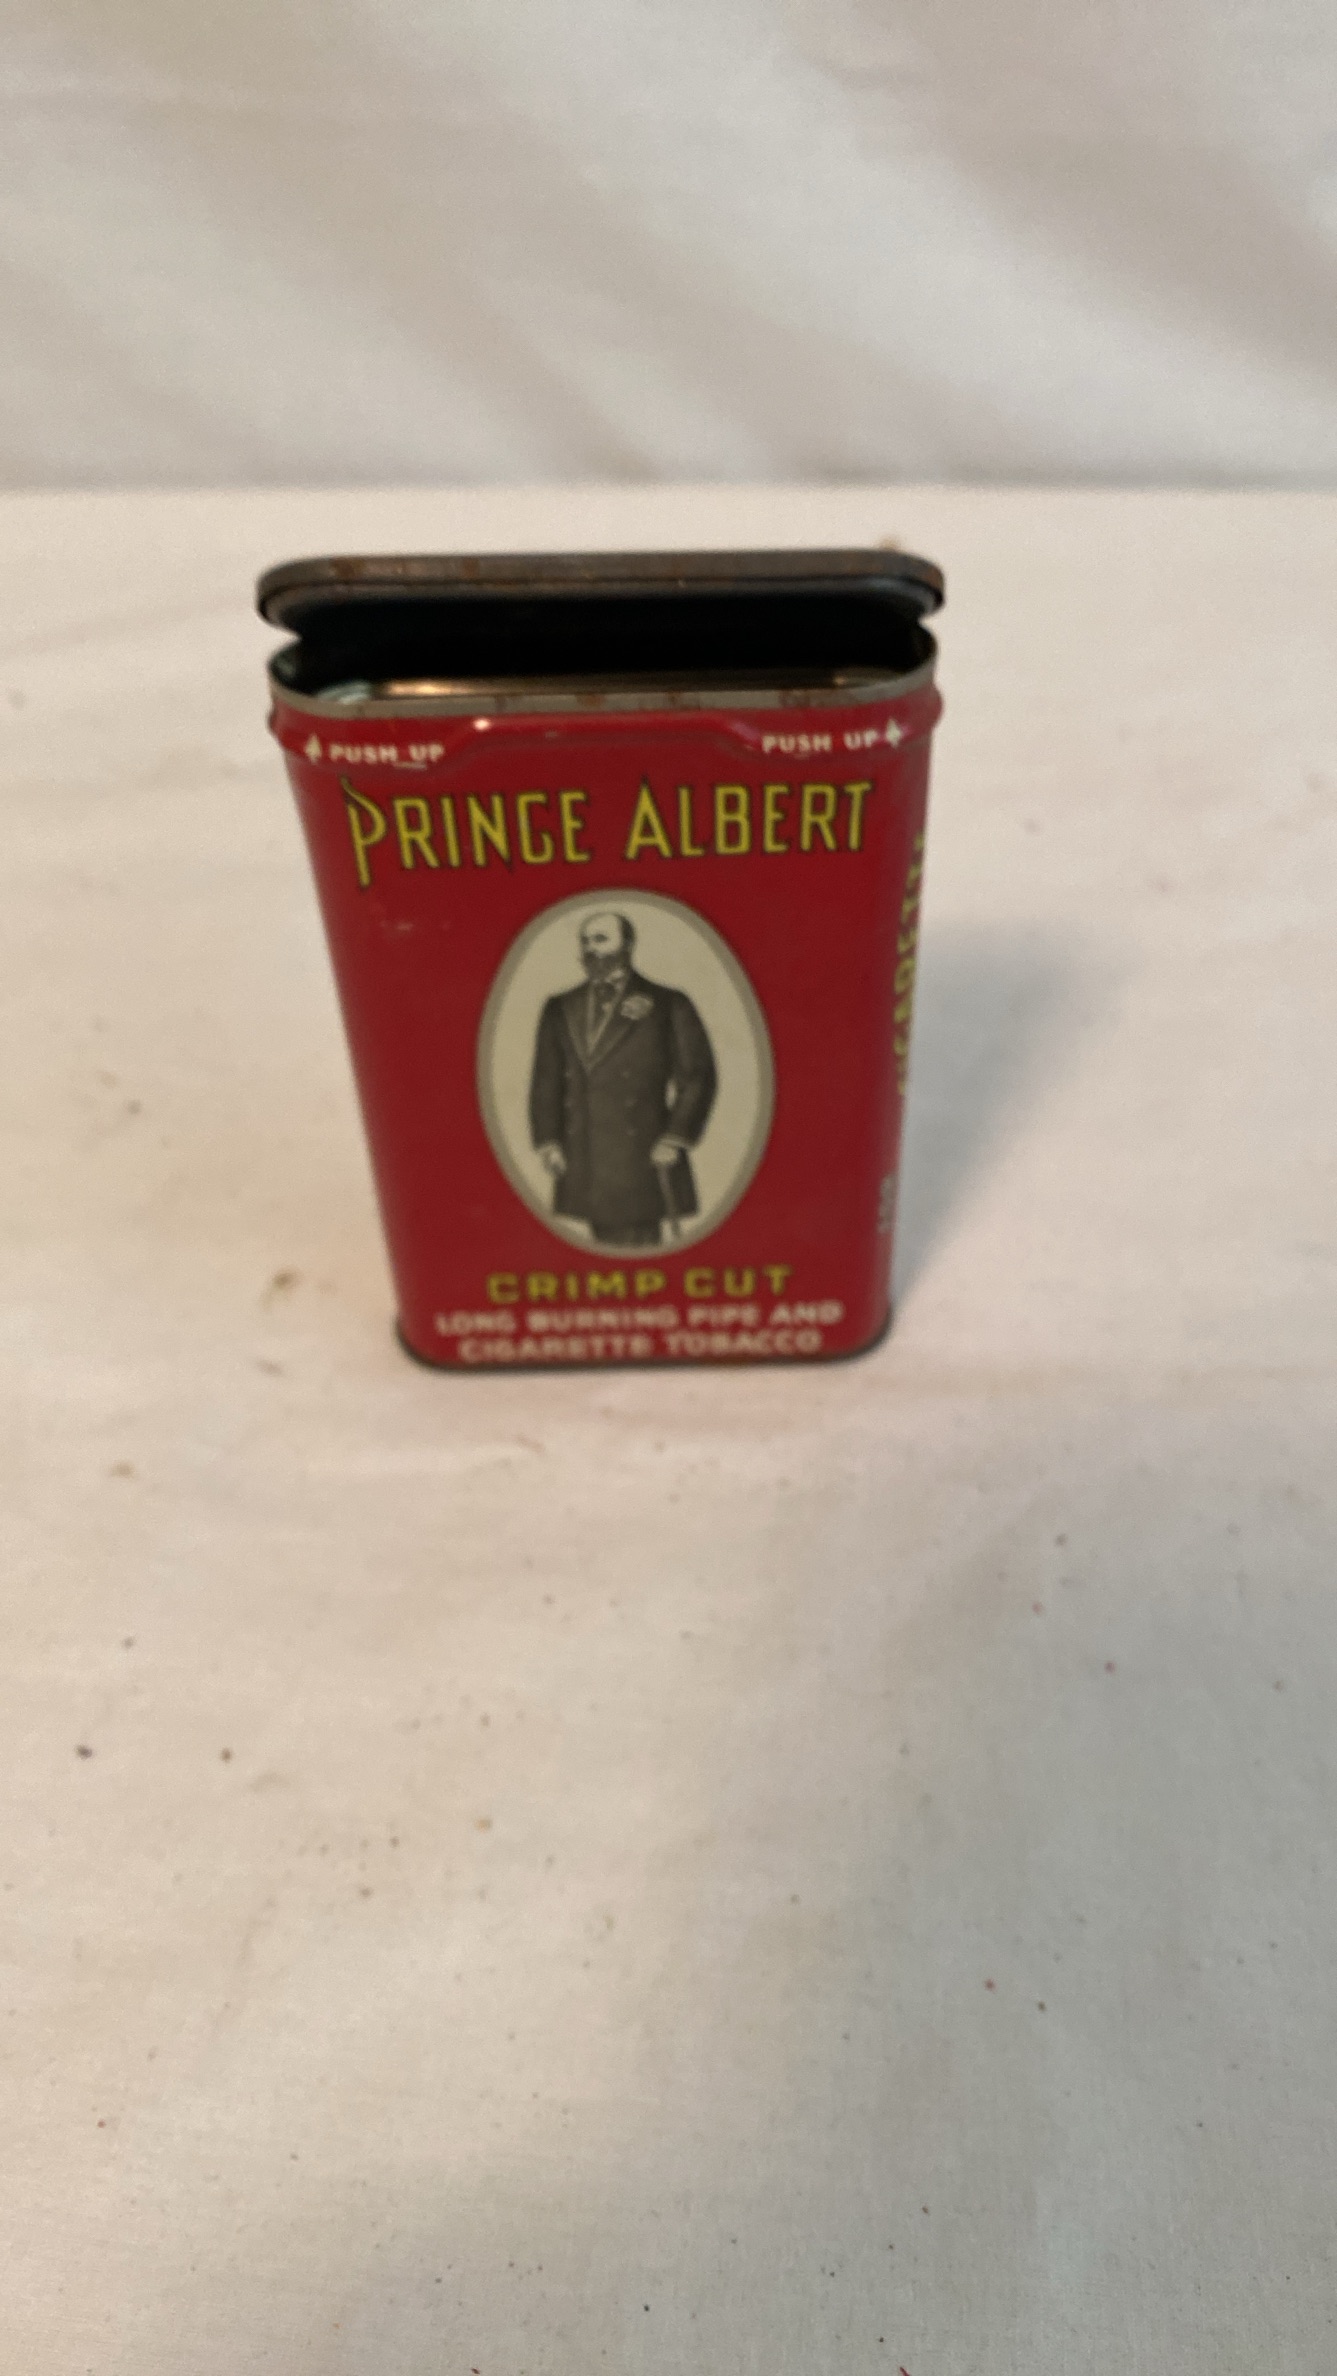 PUSH UP PUSH UP
PRINCE ALBERT
CRIMP CUT
LONG BURNING PIPE AND
CIGARETTE TOBACCO